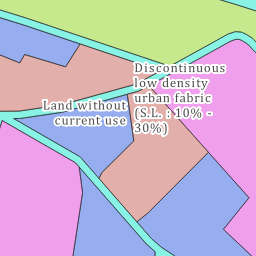 Discontinuous
low density
urban fabric
(S.L. : 10% -
30%)
Land without
current use